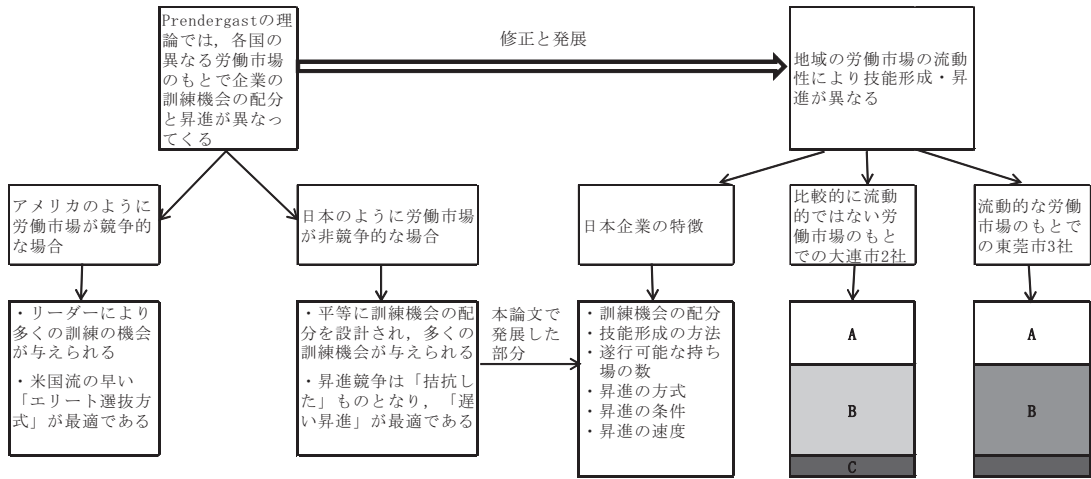 Prendergastの理
論では，各国の
異なる労働市場
のもとで企業の
訓練機会の配分
と昇進が異なっ
てくる
修正と発展
地域の労働市場の流動
性により技能形成・昇
進が異なる
アメリカのように
労働市場が競争的
な場合
日本のように労働市場
が非競争的な場合
日本企業の特徴
比較的に流動
的ではない労
働市場のもと
での大連市2社
流動的な労働
市場のもとで
の東莞市3社
・リーダーにより
多くの訓練の機会
が与えられる
・米国流の早い
「エリート選抜方
式」が最適である
・平等に訓練機会の配
分を設計され，多くの
訓練機会が与えられる
・昇進競争は「拮抗し
た」ものとなり，「遅
い昇進」が最適である
本論文で
発展した
部分
・訓練機会の配分
・技能形成の方法
・遂行可能な持ち
場の数
・昇進の方式
・昇進の条件
・昇進の速度
A
B
C
A
B